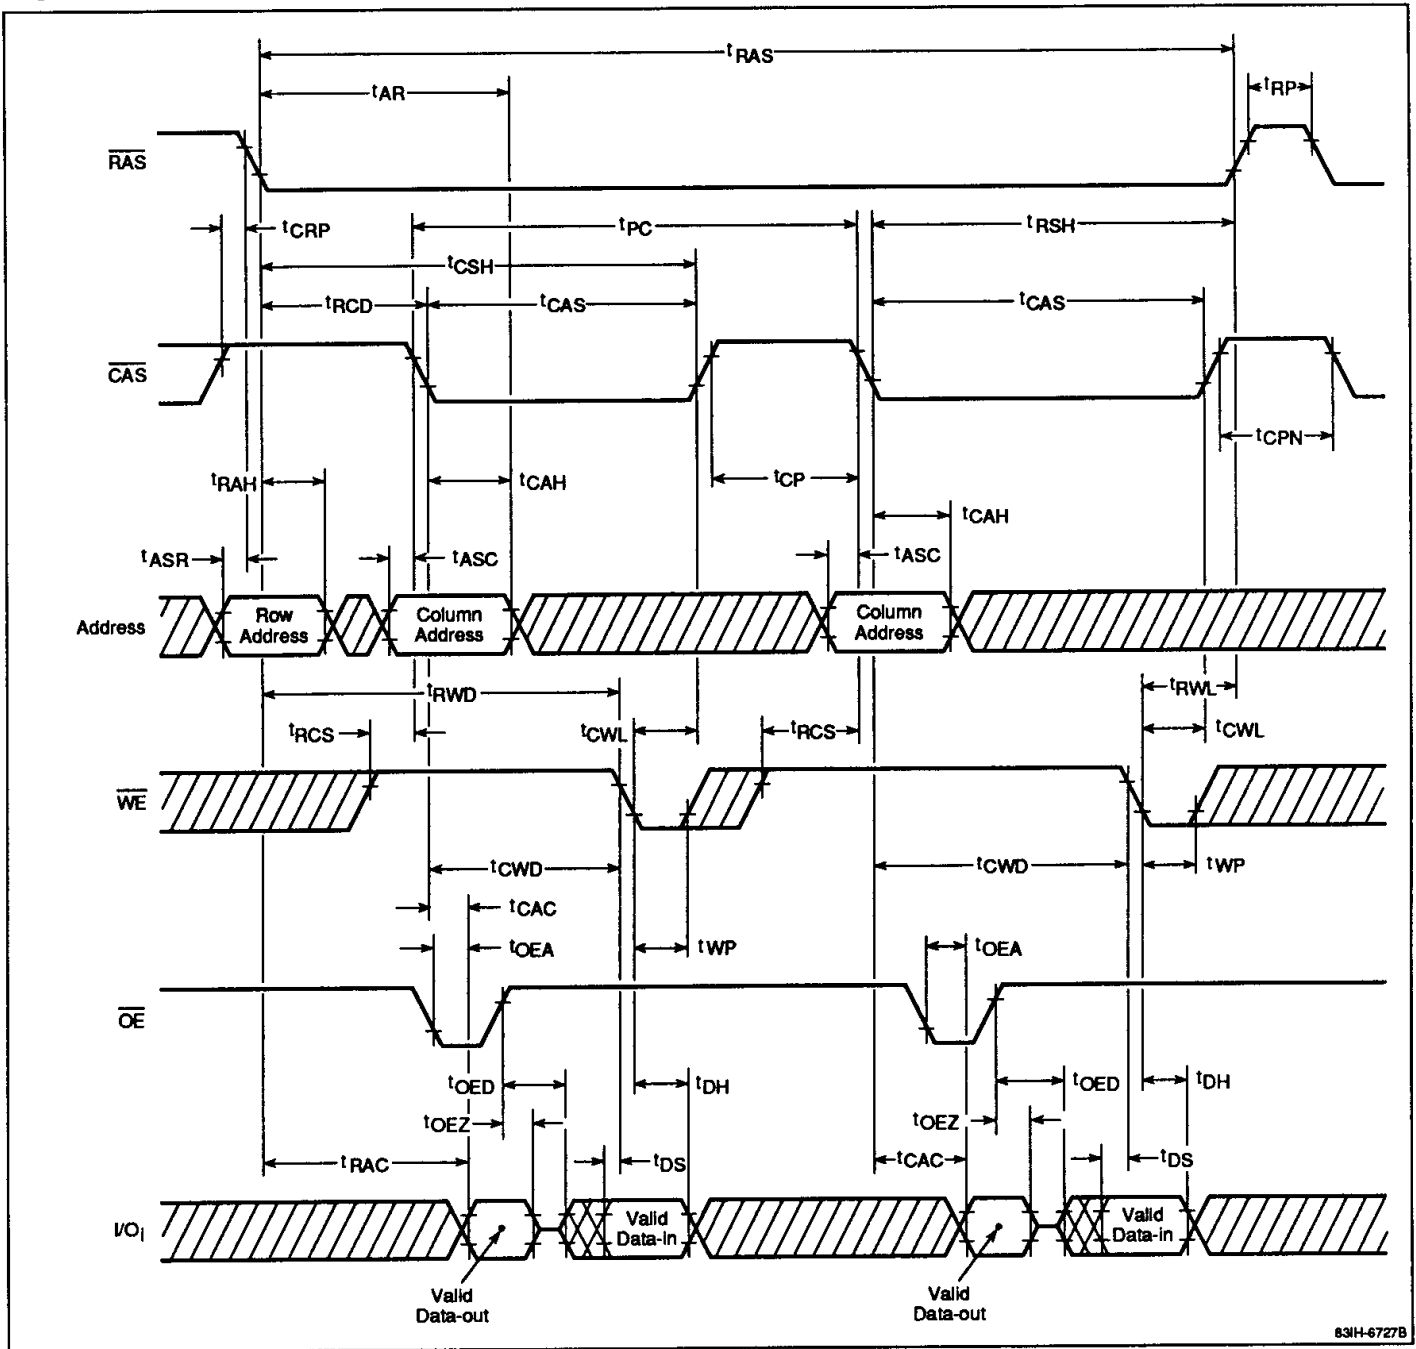 tRAS
tAR
tRP
RAS
tCRP
tPC
tRSH
tCSH
tRCD
tCAS
tCAS
CAS
tCPN
tRAH
tCAH
tCP
tCAH
tASR
tASC
tASC
Address
Row
Address
Column
Address
Column
Address
tRWD
tRWL
tRCS
tCWL
tRCS
tCWL
WE
tCWD
tCWD
tWP
tCAC
tOEA
tWP
tOEA
OE
tOED
tDH
tOED
tDH
tOEZ
tOEZ
tRAC
tDS
tCAC
tDS
I/Oi
Valid
Data-in
Valid
Data-in
Valid
Data-out
Valid
Data-out
83IH-6727B